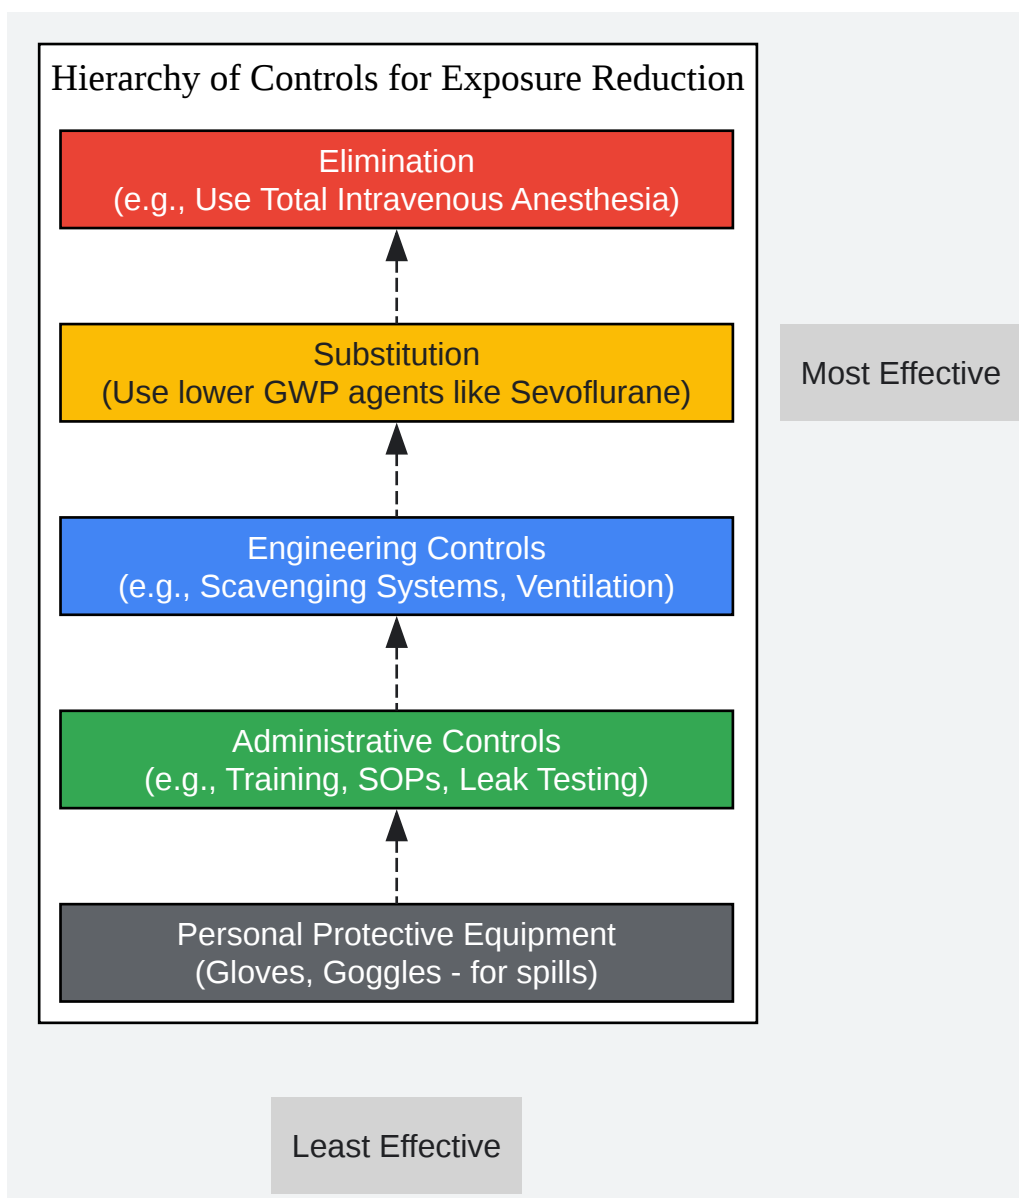 Hierarchy of Controls for Exposure Reduction
Elimination
(e.g., Use Total Intravenous Anesthesia)
Substitution
(Use lower GWP agents like Sevoflurane)
Most Effective
Engineering Controls
(e.g., Scavenging Systems, Ventilation)
Administrative Controls
(e.g., Training, SOPs, Leak Testing)
Personal Protective Equipment
(Gloves, Goggles - for spills)
Least Effective